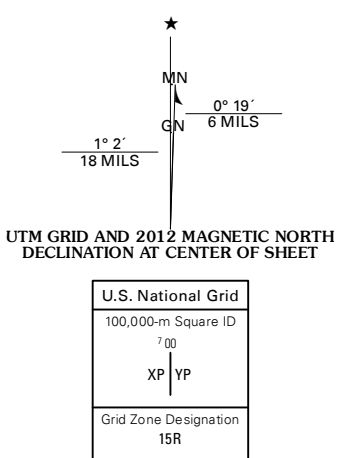 ★
MN
0° 19´
6 MILS
GN
1° 2´
18 MILS
UTM GRID AND 2012 MAGNETIC NORTH
DECLINATION AT CENTER OF SHEET
U.S. National Grid
100,000-m Square ID
7 00
XP YP
Grid Zone Designation
15R